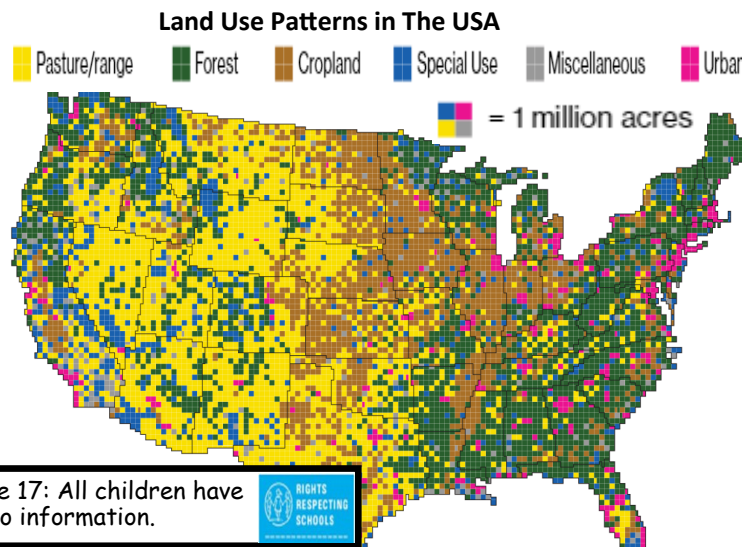 Land Use Patterns in The USA
Pasture/range Forest Cropland Special Use Miscellaneous Urban
= 1 million acres
e 17: All children have
o information.
RIGHTS
RESPECTING
SCHOOLS